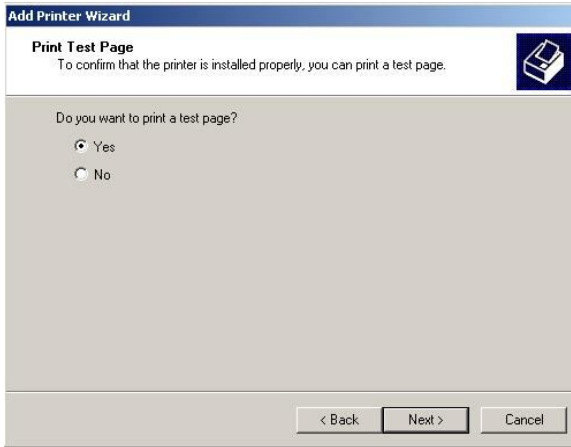 Add Printer Wizard
Print Test Page
To confirm that the printer is installed properly, you can print a test page.
Do you want to print a test page?
Yes
No
< Back Next > Cancel